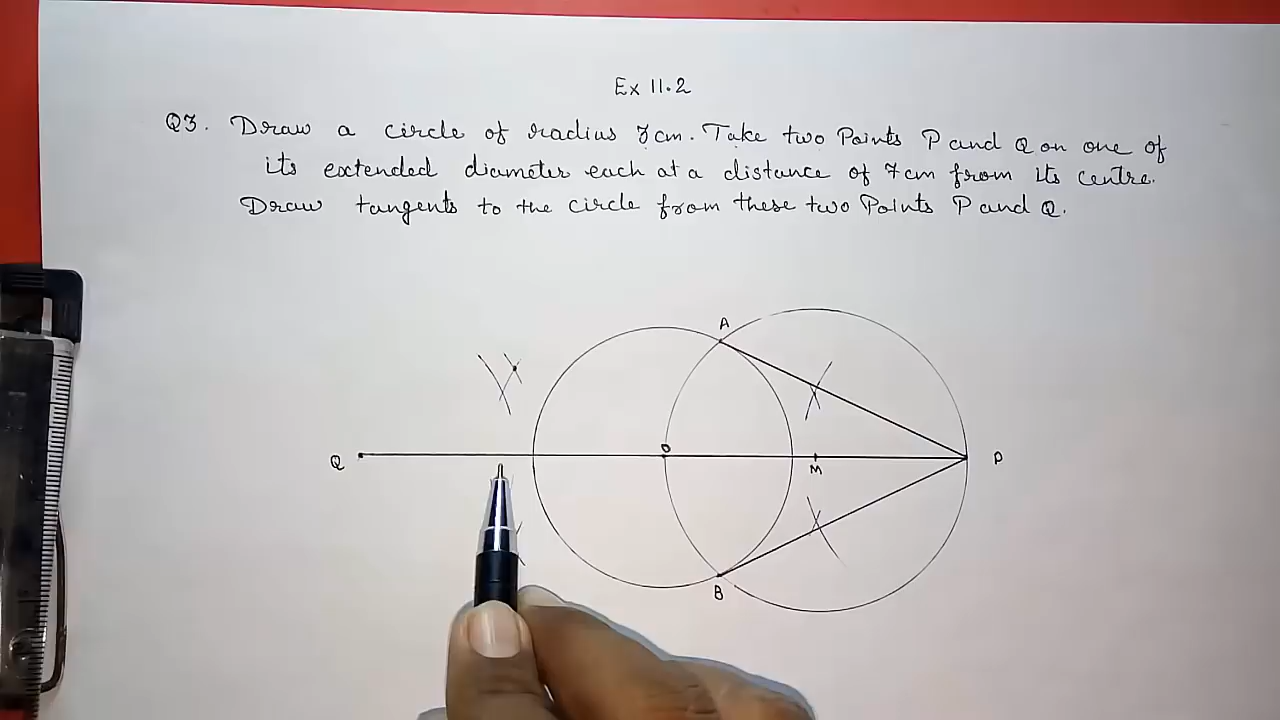 Ex 11.2
Q3. Draw a circle of radius 3cm. Take two Points P and Q on one of
its extended diameter each at a distance of 7cm from its centre.
Draw tangents to the circle from these two Points P and Q.
A
Q O M P
B